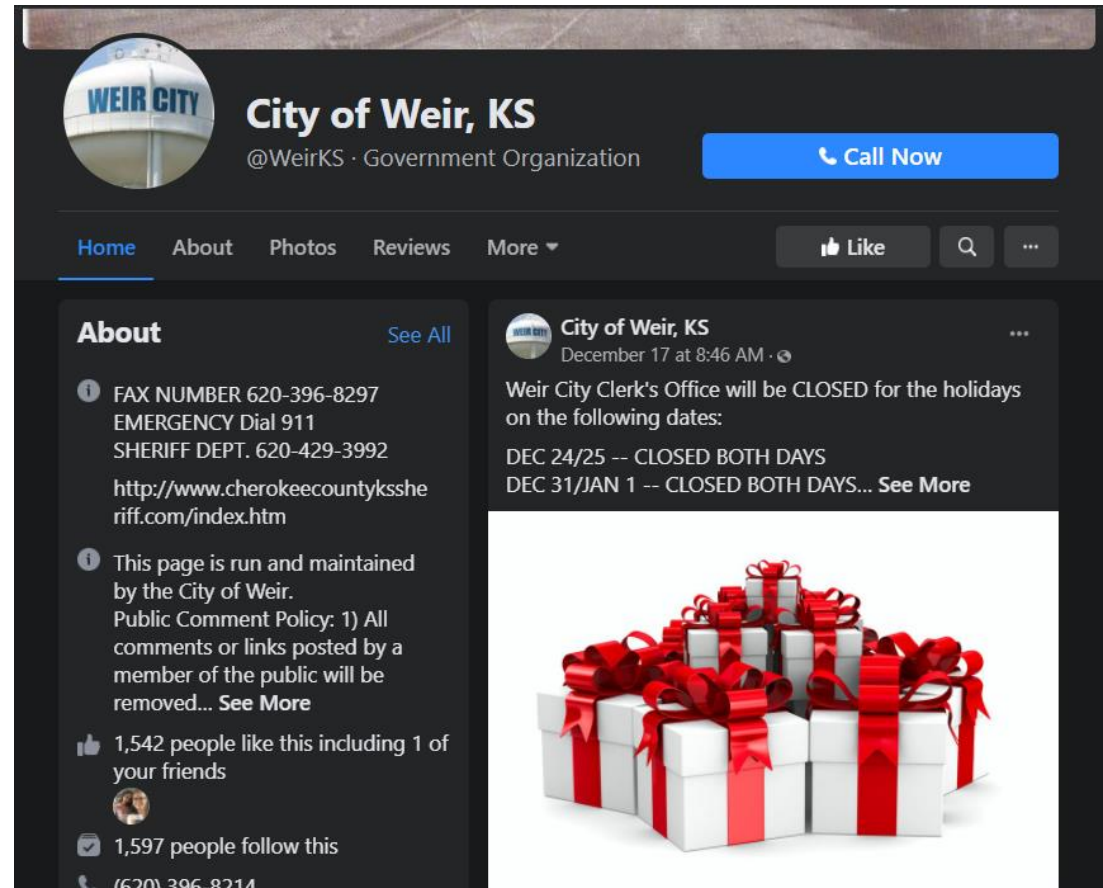 WEIR CITY
City of Weir, KS
@WeirKS · Government Organization
Call Now
Home
About
Photos
Reviews
More
Like
About
See All
FAX NUMBER 620-396-8297
EMERGENCY Dial 911
SHERIFF DEPT. 620-429-3992
http://www.cherokeecountyksshe
riff.com/index.htm
This page is run and maintained
by the City of Weir.
Public Comment Policy: 1) All
comments or links posted by a
member of the public will be
removed... See More
1,542 people like this including 1 of
your friends
1,597 people follow this
(620) 396-8214
WEIR CITY
City of Weir, KS
December 17 at 8:46 AM ·
Weir City Clerk's Office will be CLOSED for the holidays
on the following dates:
DEC 24/25 -- CLOSED BOTH DAYS
DEC 31/JAN 1 -- CLOSED BOTH DAYS... See More